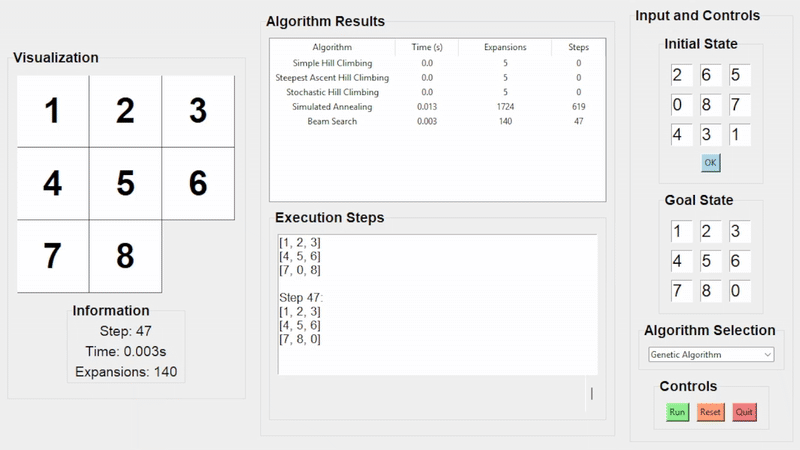 Visualization
1 2 3
4 5 6
7 8
Information
Step: 47
Time: 0.003s
Expansions: 140
Algorithm Results
Algorithm Time (s) Expansions Steps
Simple Hill Climbing 0.0 5 0
Steepest Ascent Hill Climbing 0.0 5 0
Stochastic Hill Climbing 0.0 5 0
Simulated Annealing 0.013 1724 619
Beam Search 0.003 140 47
Execution Steps
[1, 2, 3]
[4, 5, 6]
[7, 0, 8]
Step 47:
[1, 2, 3]
[4, 5, 6]
[7, 8, 0]
Input and Controls
Initial State
2 6 5
0 8 7
4 3 1
OK
Goal State
1 2 3
4 5 6
7 8 0
Algorithm Selection
Genetic Algorithm
Controls
Run Reset Quit